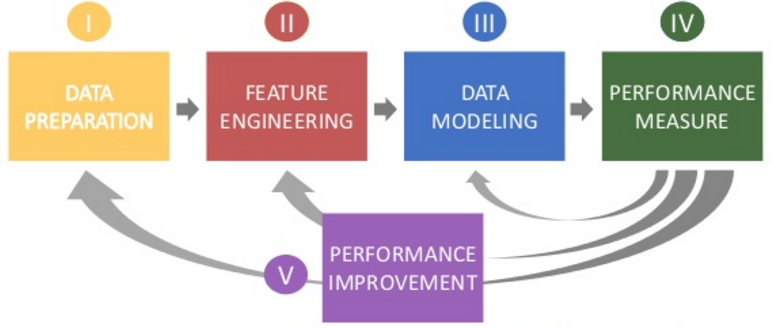 I
II
III
IV
DATA
PREPARATION
FEATURE
ENGINEERING
DATA
MODELING
PERFORMANCE
MEASURE
V
PERFORMANCE
IMPROVEMENT